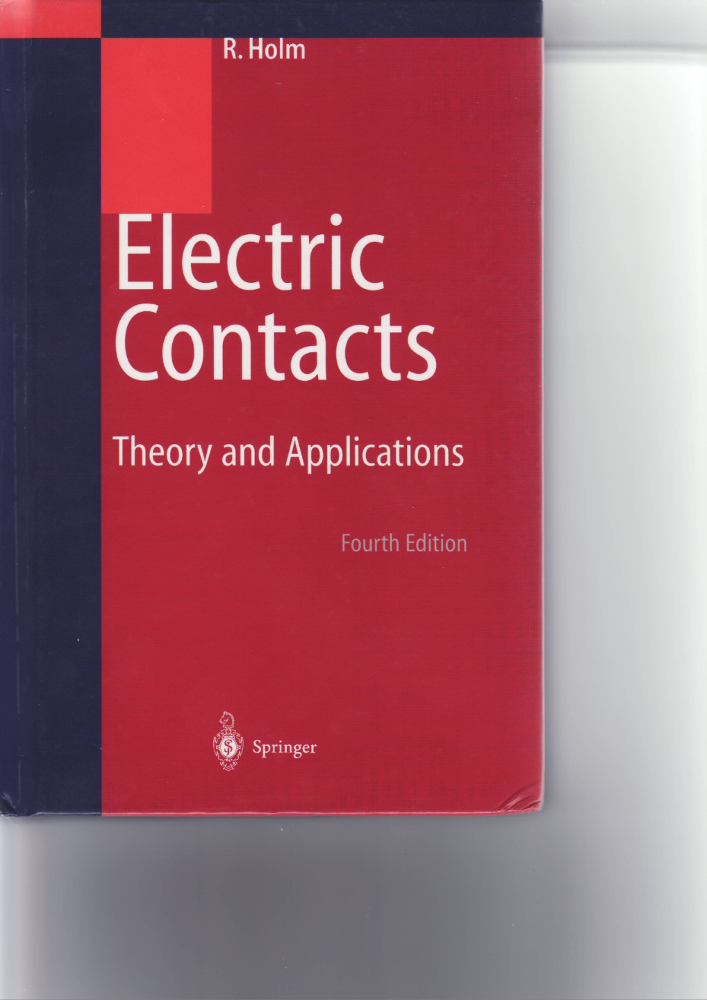 R. Holm
Electric
Contacts
Theory and Applications
Fourth Edition
Springer